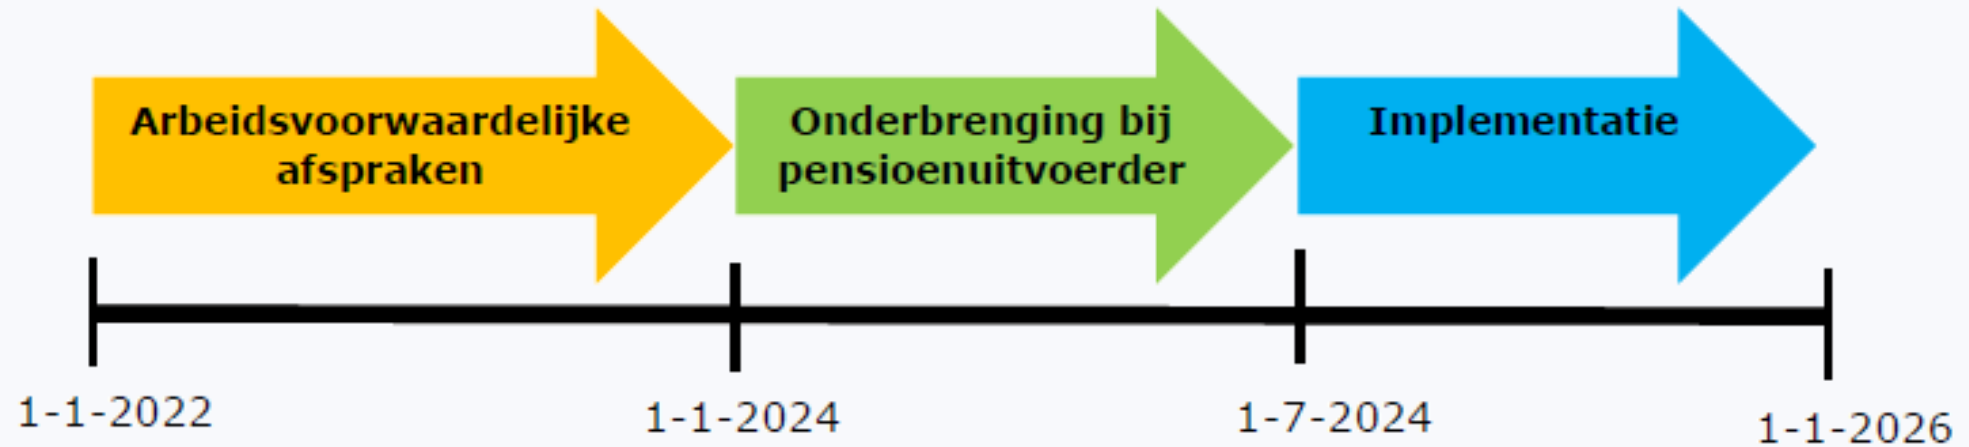 Arbeidsvoorwaardelijke
afspraken
Onderbrenging bij
pensioenuitvoerder
Implementatie
1-1-2022
1-1-2024
1-7-2024
1-1-2026